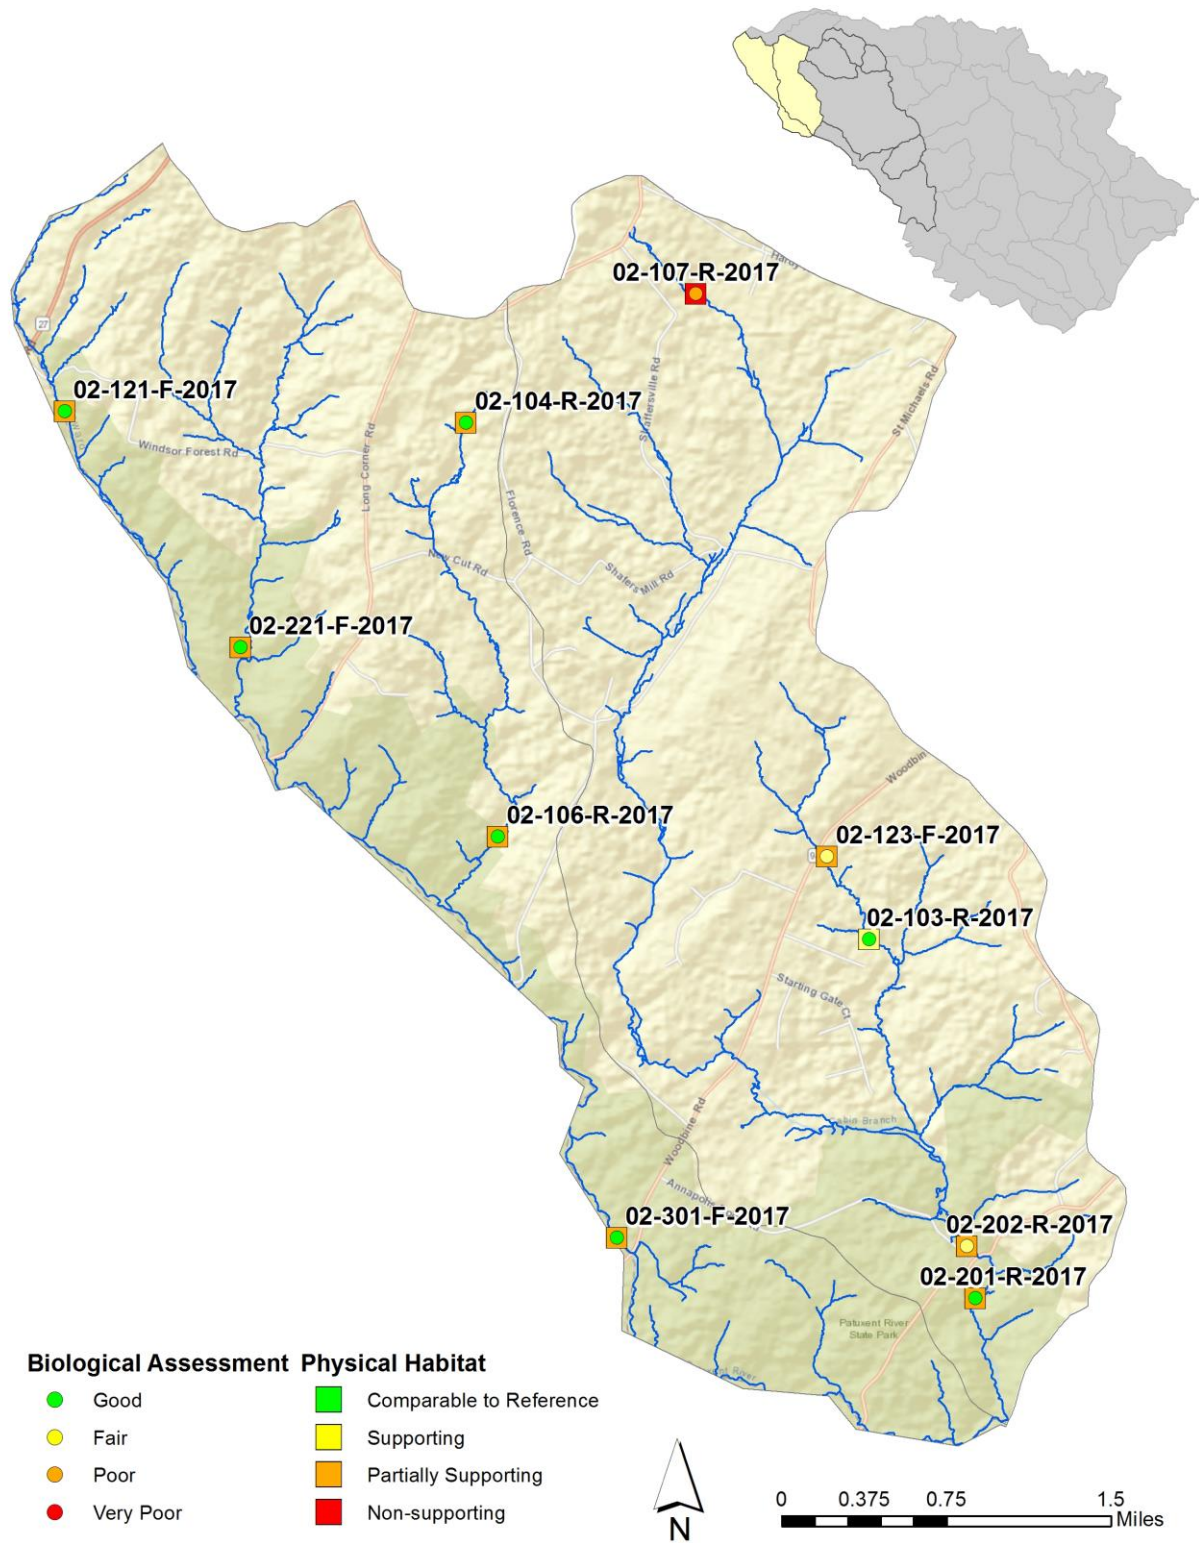 02-107-R-2017
27
02-121-F-2017
02-104-R-2017
Windsor Forest Rd
Long Corner Rd
Shaffersville Rd
St Michaels Rd
Florence Rd
New Cut Rd
Shafers Mill Rd
02-221-F-2017
Woodbin
02-106-R-2017
02-123-F-2017
02-103-R-2017
Starting Gate Ct
Cabin Branch
Woodbine Rd
Annapolis
02-301-F-2017
02-202-R-2017
02-201-R-2017
Patuxent River
State Park
River
Biological Assessment Physical Habitat
Good Comparable to Reference
Fair Supporting
Poor Partially Supporting
Very Poor Non-supporting
N
0 0.375 0.75 1.5
Miles